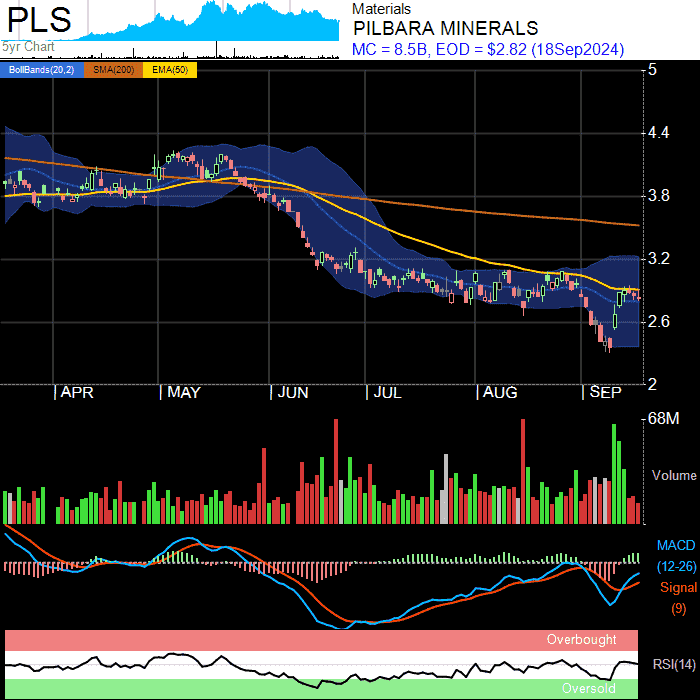 PLS
5yr Chart
Materials
PILBARA MINERALS
MC = 8.5B, EOD = $2.82 (18Sep2024)
BollBands(20,2) SMA(200) EMA(50)
5
4.4
3.8
3.2
2.6
2
APR MAY JUN JUL AUG SEP
68M
Volume
MACD
(12-26)
Signal
(9)
Overbought
RSI(14)
Oversold